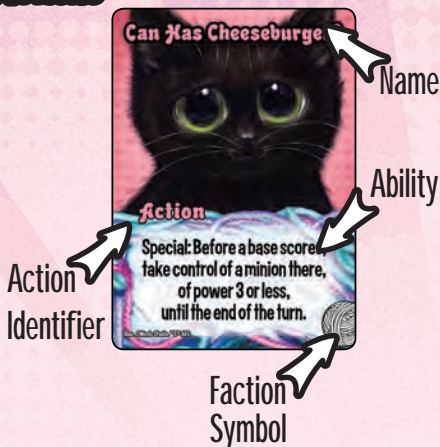 Can Has Cheeseburger
Name
Ability
Action
Special: Before a base scores,
take control of a minion there,
of power 3 or less,
until the end of the turn.
Action
Identifier
Faction
Symbol